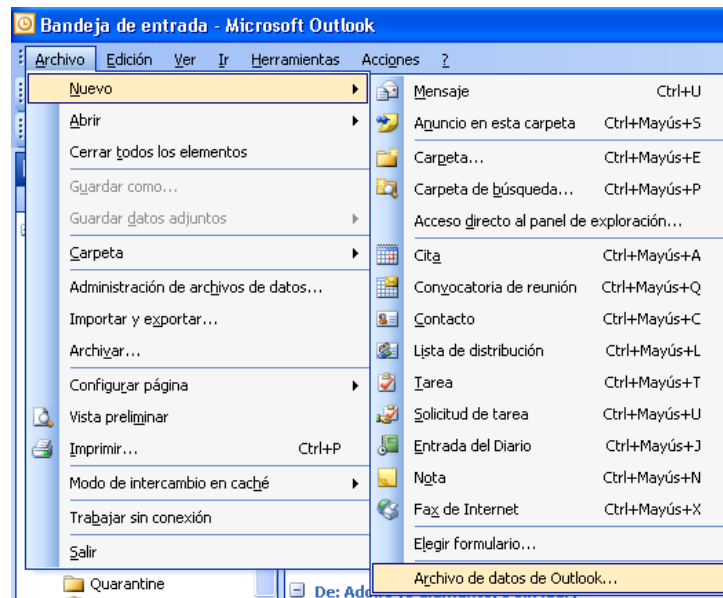 Bandeja de entrada - Microsoft Outlook
Archivo Edición Ver Ir Herramientas Acciones ?
Nuevo
Abrir
Cerrar todos los elementos
Guardar como...
Guardar datos adjuntos
Carpeta
Administración de archivos de datos...
Importar y exportar...
Archivar...
Configurar página
Vista preliminar
Imprimir... Ctrl+P
Modo de intercambio en caché
Trabajar sin conexión
Salir
Mensaje Ctrl+U
Anuncio en esta carpeta Ctrl+Mayús+S
Carpeta... Ctrl+Mayús+E
Carpeta de búsqueda... Ctrl+Mayús+P
Acceso directo al panel de exploración...
Cita Ctrl+Mayús+A
Convocatoria de reunión Ctrl+Mayús+Q
Contacto Ctrl+Mayús+C
Lista de distribución Ctrl+Mayús+L
Tarea Ctrl+Mayús+T
Solicitud de tarea Ctrl+Mayús+U
Entrada del Diario Ctrl+Mayús+J
Nota Ctrl+Mayús+N
Fax de Internet Ctrl+Mayús+X
Elegir formulario...
Archivo de datos de Outlook...
Quarantine
De: